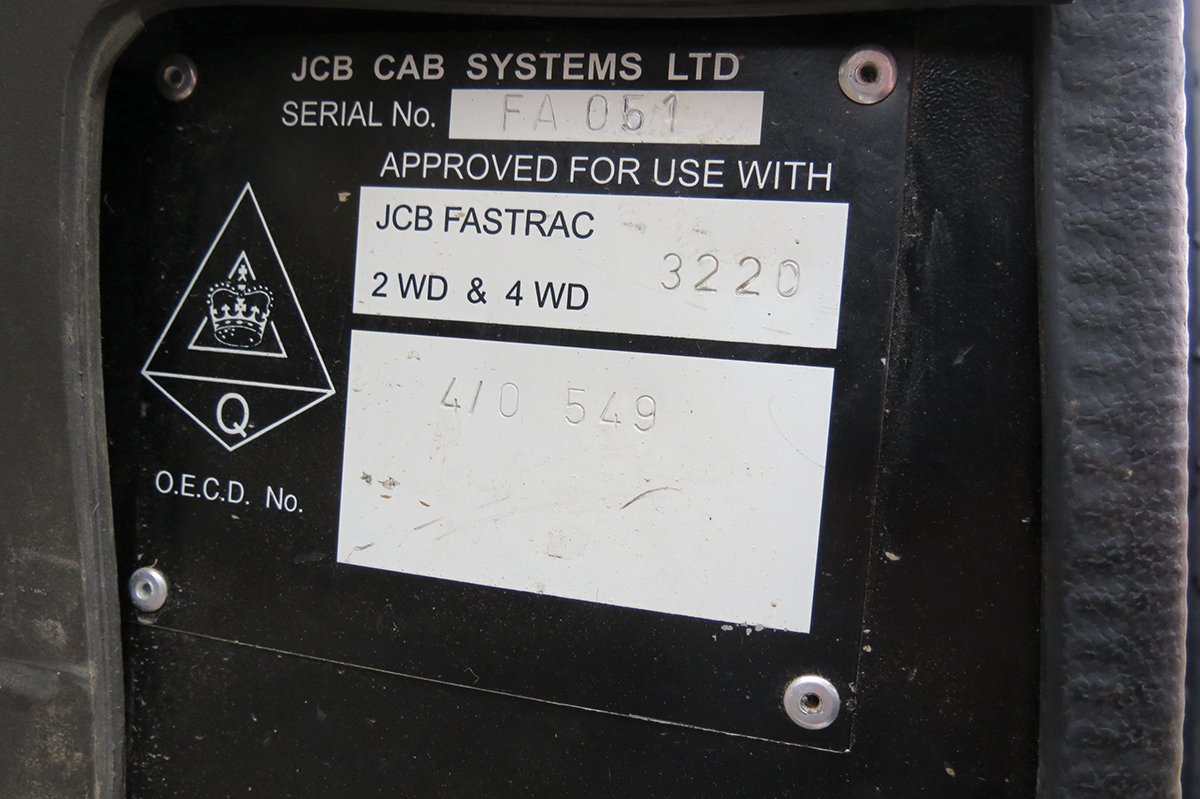 JCB CAB SYSTEMS LTD
SERIAL No. FA 051
APPROVED FOR USE WITH
JCB FASTRAC
2 WD & 4 WD 3220
4/0 549
Q
O.E.C.D. No.